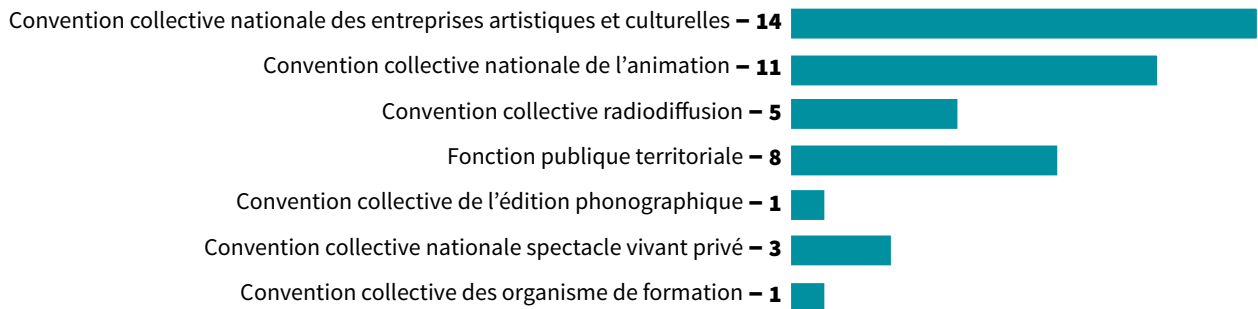 Convention collective nationale des entreprises artistiques et culturelles – 14
Convention collective nationale de l’animation – 11
Convention collective radiodiffusion – 5
Fonction publique territoriale – 8
Convention collective de l’édition phonographique – 1
Convention collective nationale spectacle vivant privé – 3
Convention collective des organisme de formation – 1